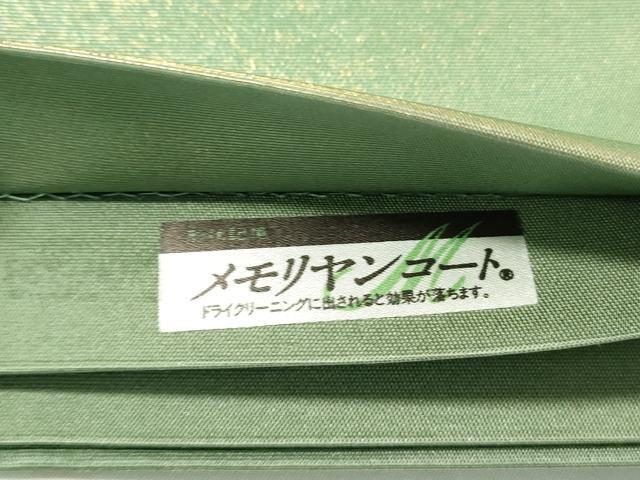 メモリヤンコート®
ドライクリーニングに出されると効果が落ちます。